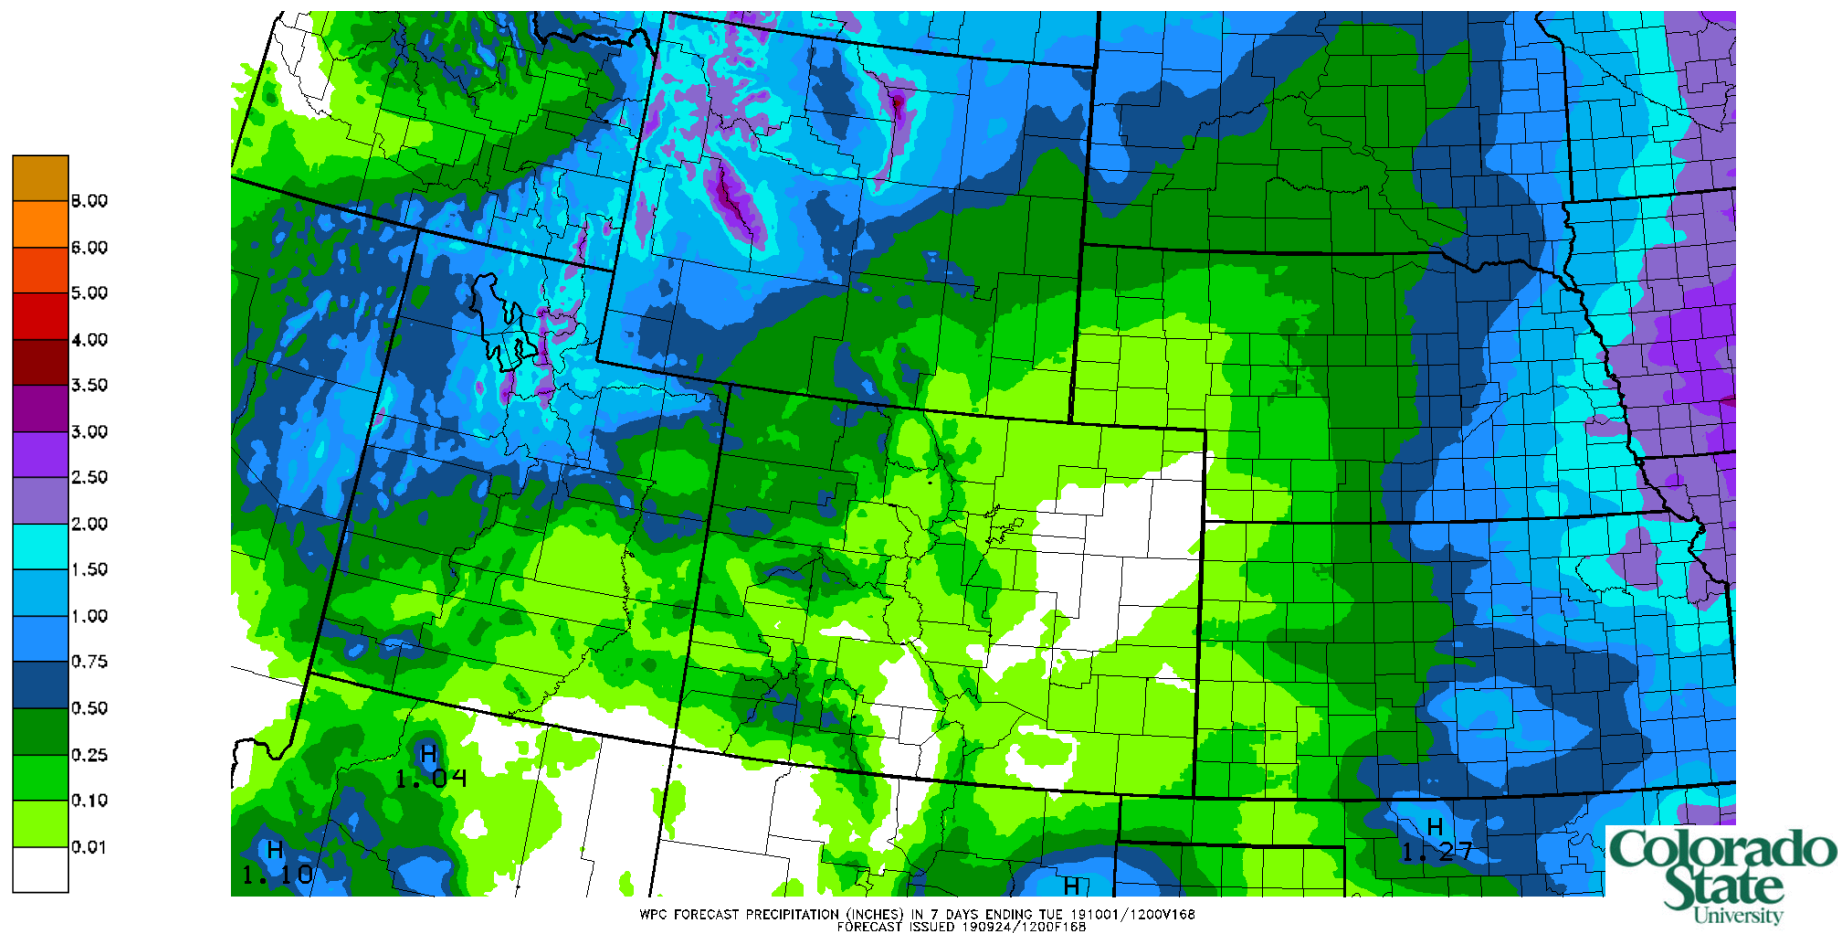 8.00
6.00
5.00
4.00
3.50
3.00
2.50
2.00
1.50
1.00
0.75
0.50
0.25
0.10
0.01
H
1.04
H
1.10
H
1.27
H
Colorado
State
University
WPC FORECAST PRECIPITATION (INCHES) IN 7 DAYS ENDING TUE 191001/1200V168
FORECAST ISSUED 190924/1200F168